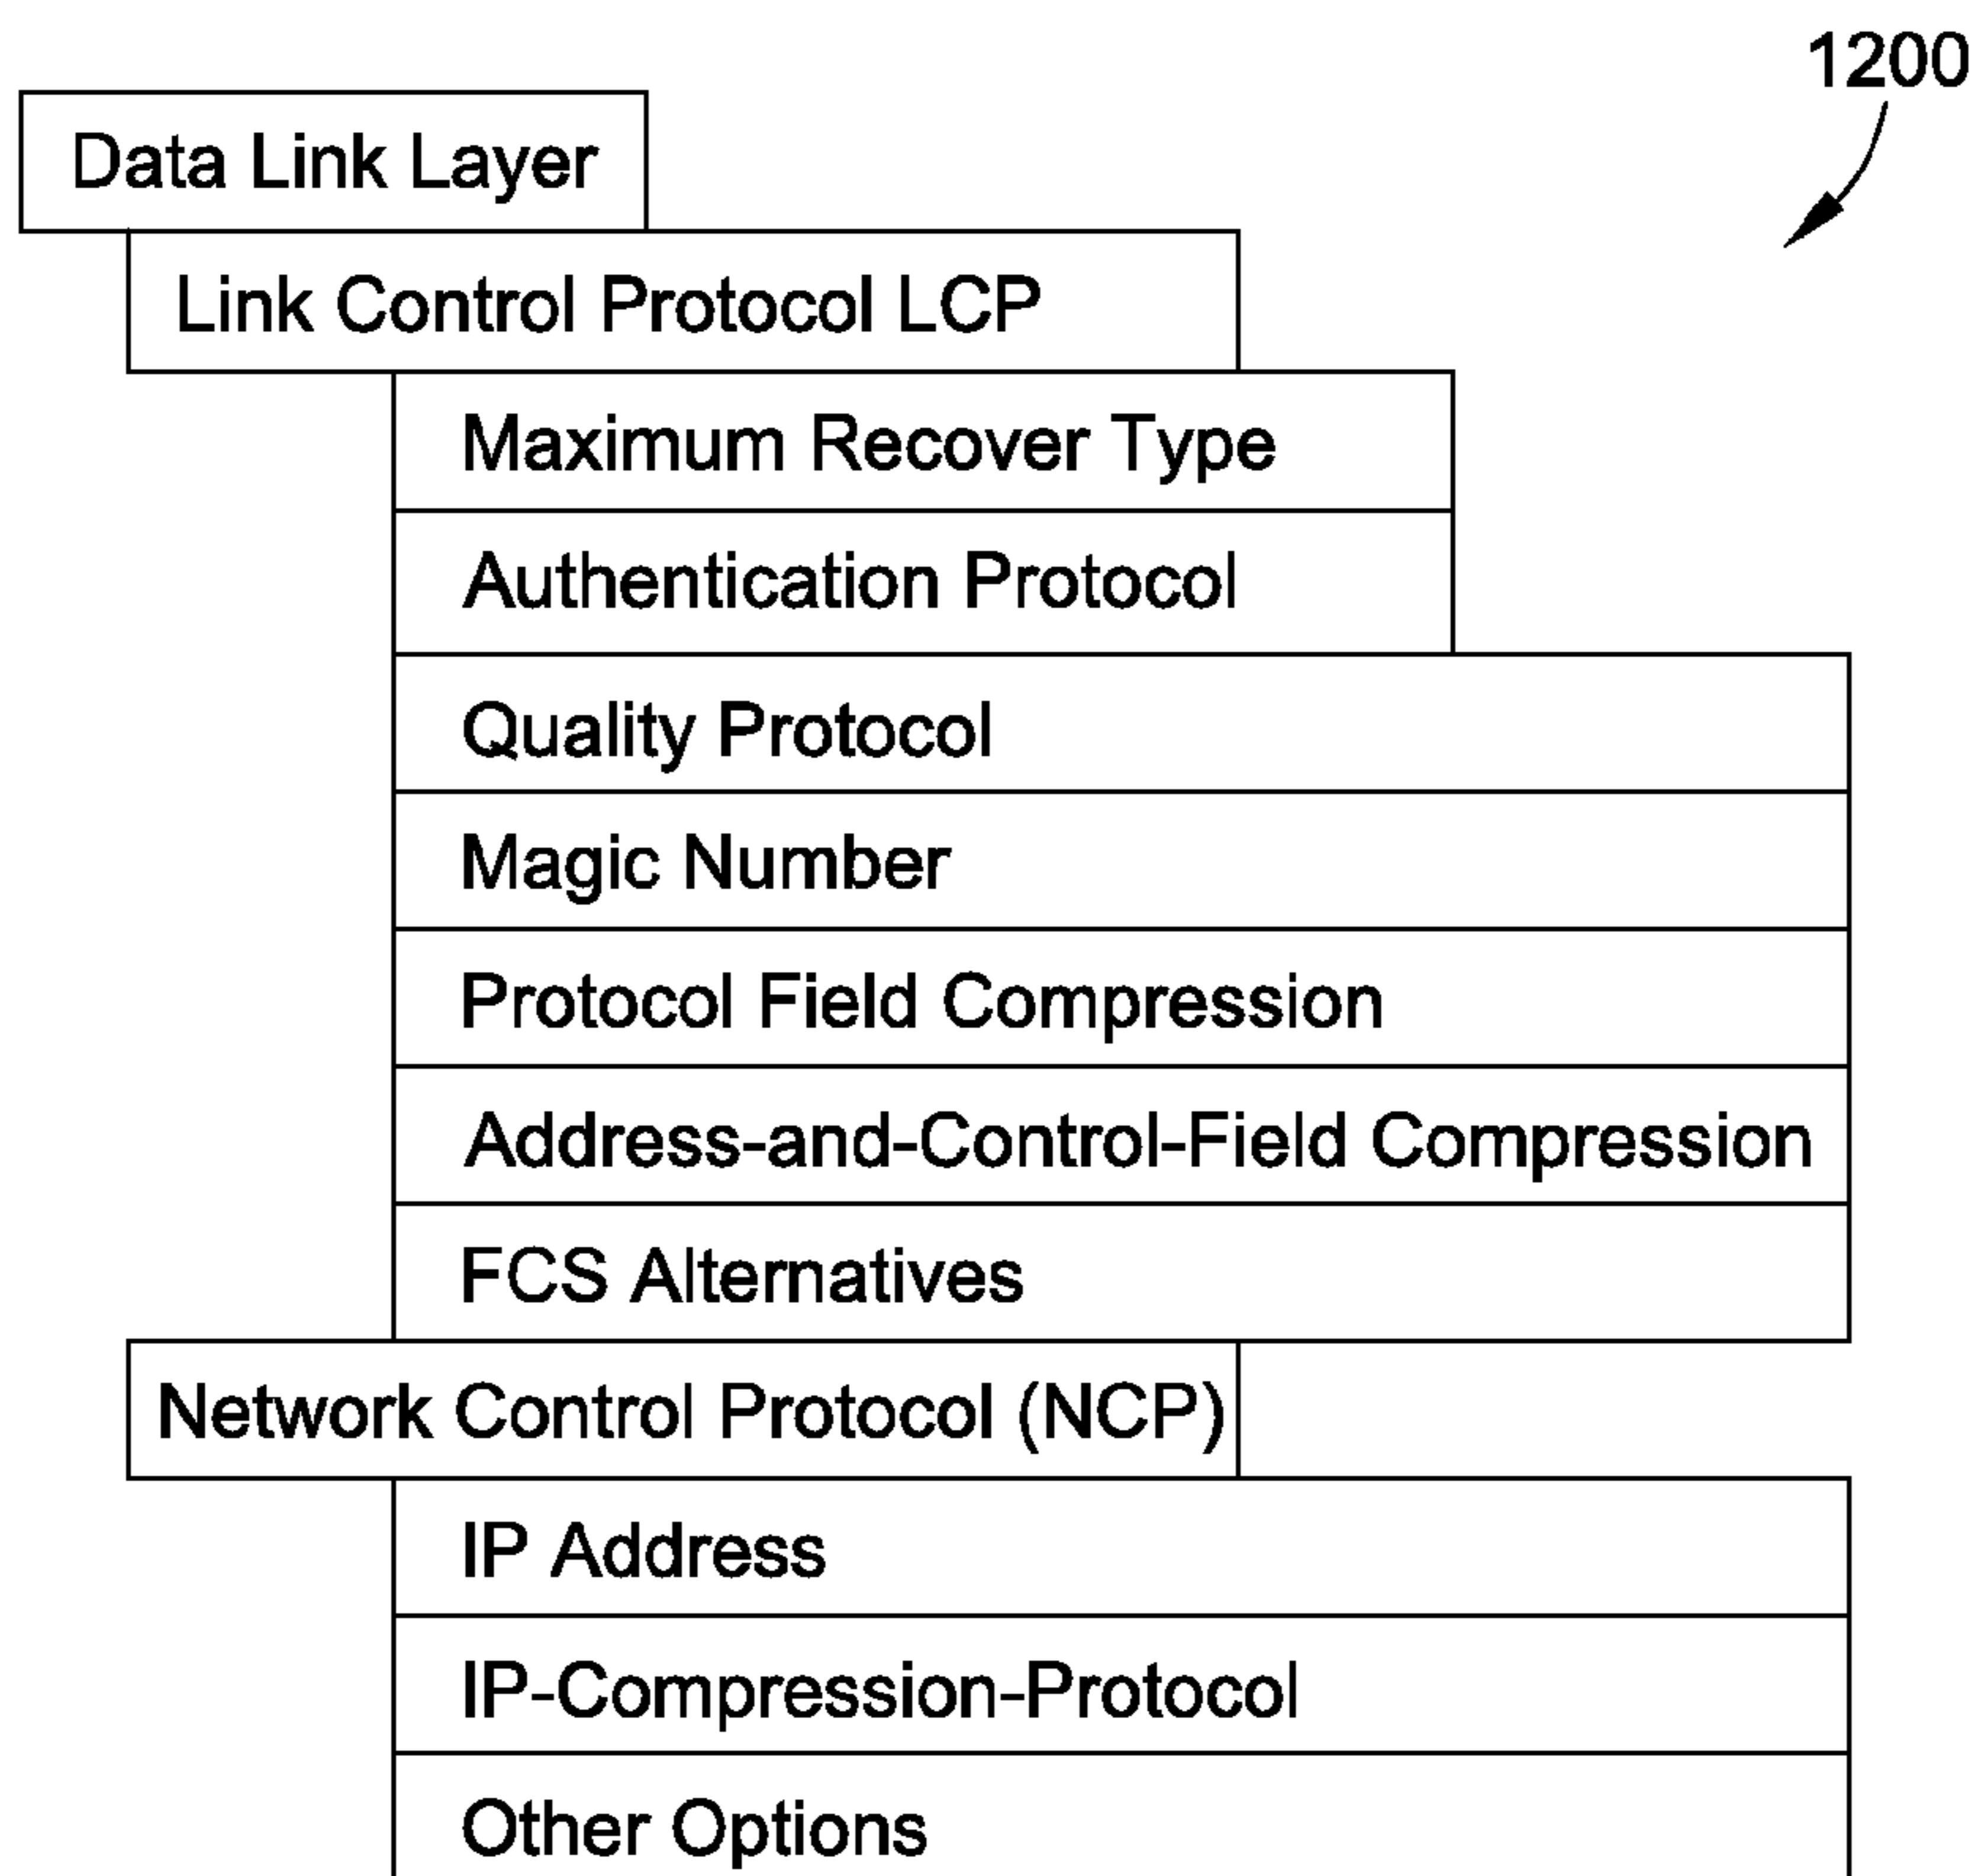 1200
Data Link Layer
Link Control Protocol LCP
Maximum Recover Type
Authentication Protocol
Quality Protocol
Magic Number
Protocol Field Compression
Address-and-Control-Field Compression
FCS Alternatives
Network Control Protocol (NCP)
IP Address
IP-Compression-Protocol
Other Options